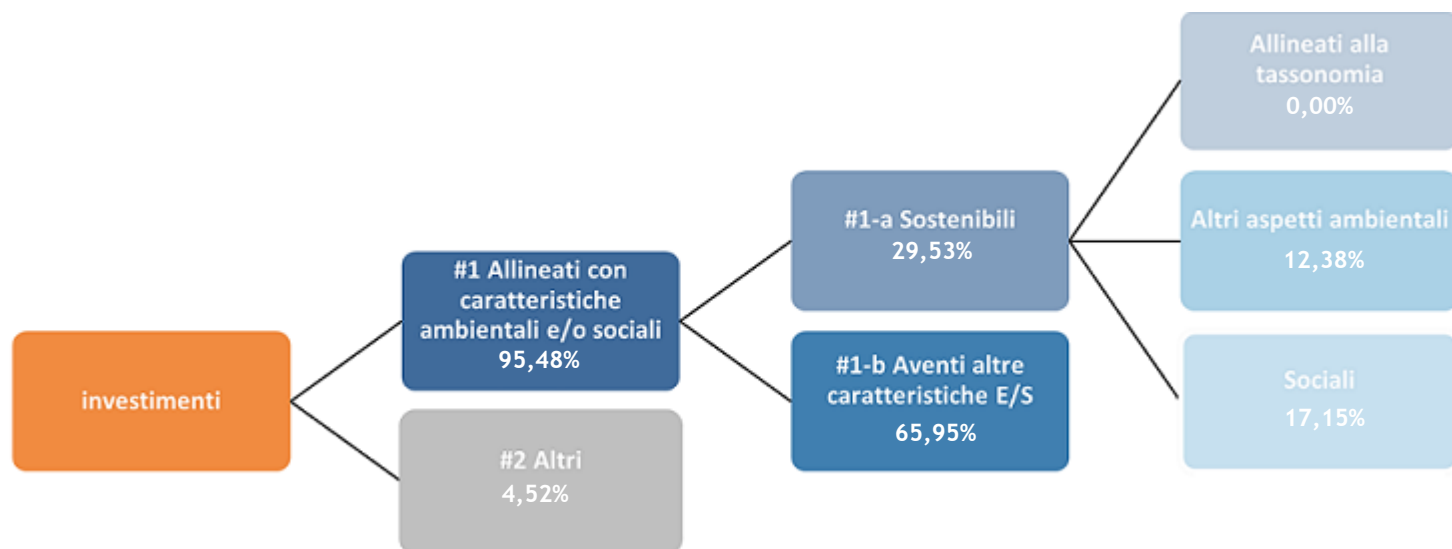 investimenti
#1 Allineati con
caratteristiche
ambientali e/o sociali
95,48%
#2 Altri
4,52%
#1-a Sostenibili
29,53%
#1-b Aventi altre
caratteristiche E/S
65,95%
Allineati alla
tassonomia
0,00%
Altri aspetti ambientali
12,38%
Sociali
17,15%